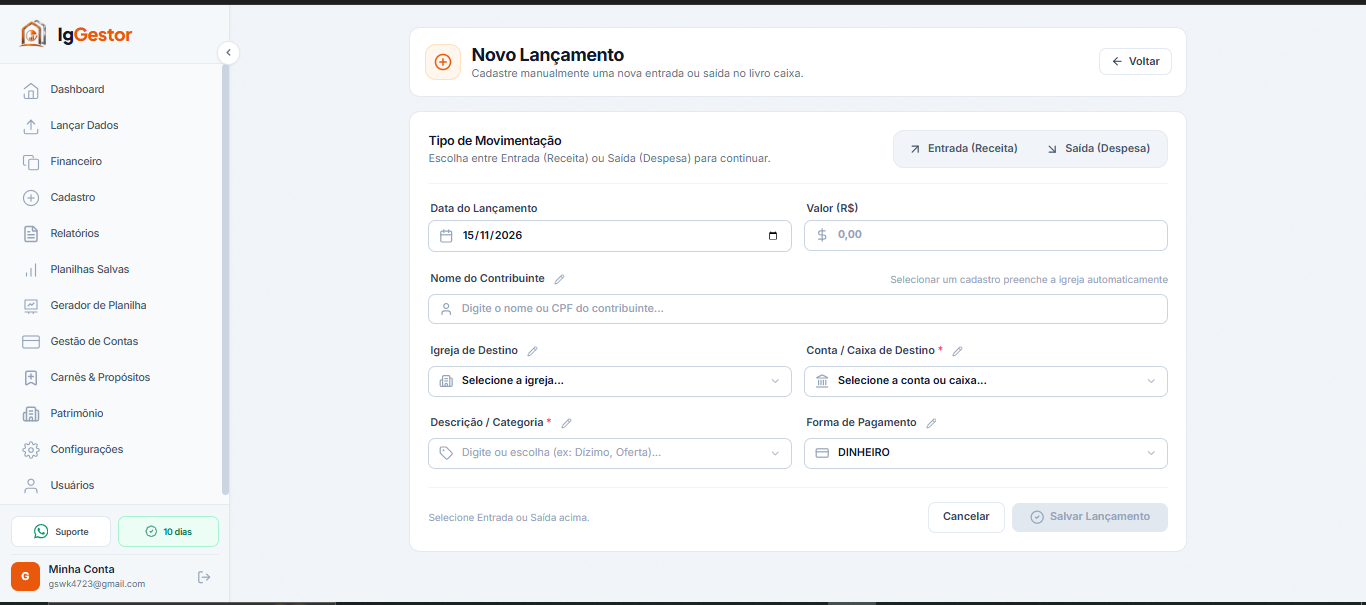 IgGestor
Dashboard
Lançar Dados
Financeiro
Cadastro
Relatórios
Planilhas Salvas
Gerador de Planilha
Gestão de Contas
Carnês & Propósitos
Patrimônio
Configurações
Usuários
Suporte
10 dias
G
Minha Conta
gswk4723@gmail.com
Novo Lançamento
Cadastre manualmente uma nova entrada ou saída no livro caixa.
Voltar
Tipo de Movimentação
Escolha entre Entrada (Receita) ou Saída (Despesa) para continuar.
Entrada (Receita) Saída (Despesa)
Data do Lançamento Valor (R$)
15/11/2026 0,00
Nome do Contribuinte Selecionar um cadastro preenche a igreja automaticamente
Digite o nome ou CPF do contribuinte...
Igreja de Destino Conta / Caixa de Destino *
Selecione a igreja... Selecione a conta ou caixa...
Descrição / Categoria * Forma de Pagamento
Digite ou escolha (ex: Dízimo, Oferta)... DINHEIRO
Selecione Entrada ou Saída acima. Cancelar Salvar Lançamento